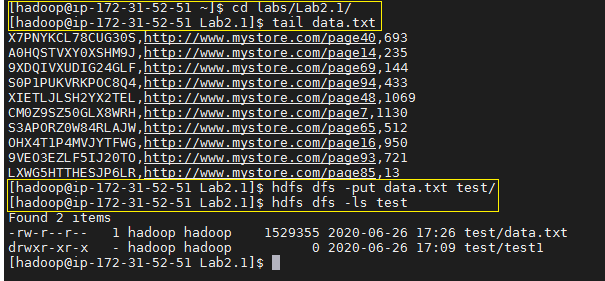 [hadoop@ip-172-31-52-51 ~]$ cd labs/Lab2.1/
[hadoop@ip-172-31-52-51 Lab2.1]$ tail data.txt
X7PNYKCL78CUG30S,http://www.mystore.com/page40,693
A0HQSTVXY0XSHM9J,http://www.mystore.com/page14,235
9XDQIVXUDIG24GLF,http://www.mystore.com/page69,144
S0P1PUKVRKPOC8Q4,http://www.mystore.com/page94,433
XIETLJLSH2YX2TEL,http://www.mystore.com/page48,1069
CM0Z9SZ50GLX8WRH,http://www.mystore.com/page7,1130
S3APORZ0W84RLAJW,http://www.mystore.com/page65,512
OHX4T1P4MVJYTFWG,http://www.mystore.com/page16,950
9VEO3EZLF5IJ20TO,http://www.mystore.com/page93,721
LXWG5HTTHESJP6LR,http://www.mystore.com/page85,13
[hadoop@ip-172-31-52-51 Lab2.1]$ hdfs dfs -put data.txt test/
[hadoop@ip-172-31-52-51 Lab2.1]$ hdfs dfs -ls test
Found 2 items
-rw-r--r--   1 hadoop hadoop    1529355 2020-06-26 17:26 test/data.txt
drwxr-xr-x   - hadoop hadoop          0 2020-06-26 17:09 test/test1
[hadoop@ip-172-31-52-51 Lab2.1]$